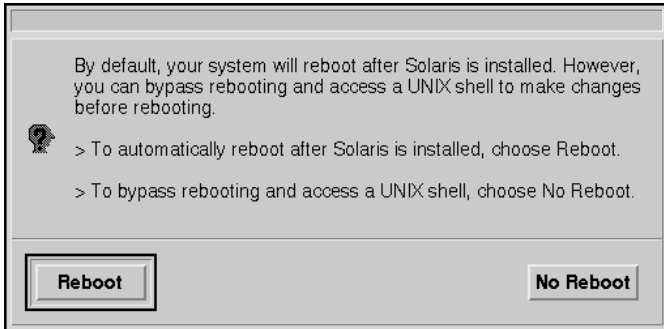 By default, your system will reboot after Solaris is installed. However,
you can bypass rebooting and access a UNIX shell to make changes
before rebooting.
> To automatically reboot after Solaris is installed, choose Reboot.
> To bypass rebooting and access a UNIX shell, choose No Reboot.
Reboot
No Reboot